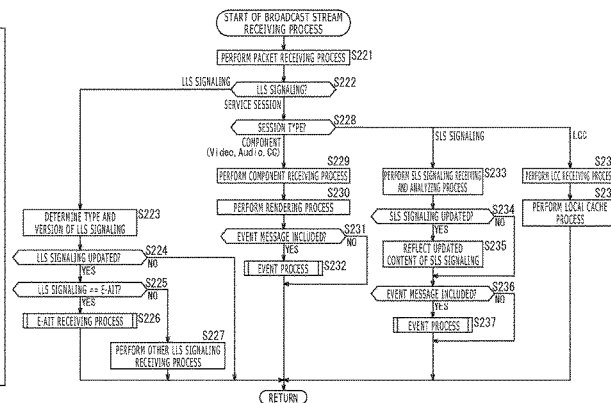 START OF BROADCAST STREAM
RECEIVING PROCESS
PERFORM PACKET RECEIVING PROCESS S221
LLS SIGNALING
LLS SIGNALING? S222
SERVICE SESSION
SESSION TYPE? S228
COMPONENT
(Video, Audio, CC)
SLS SIGNALING
LCC
PERFORM COMPONENT RECEIVING PROCESS S229
PERFORM RENDERING PROCESS S230
EVENT MESSAGE INCLUDED? S231
YES
NO
EVENT PROCESS S232
PERFORM SLS SIGNALING RECEIVING
AND ANALYZING PROCESS S233
SLS SIGNALING UPDATED? S234
YES
NO
REFLECT UPDATED
CONTENT OF SLS SIGNALING S235
EVENT MESSAGE INCLUDED? S236
YES
NO
EVENT PROCESS S237
PERFORM LCC RECEIVING PROCESS
PERFORM LOCAL CACHE
PROCESS
DETERMINE TYPE AND
VERSION OF LLS SIGNALING S223
LLS SIGNALING UPDATED? S224
YES
NO
LLS SIGNALING == E-AIT? S225
YES
NO
E-AIT RECEIVING PROCESS S226
PERFORM OTHER LLS SIGNALING
RECEIVING PROCESS S227
RETURN